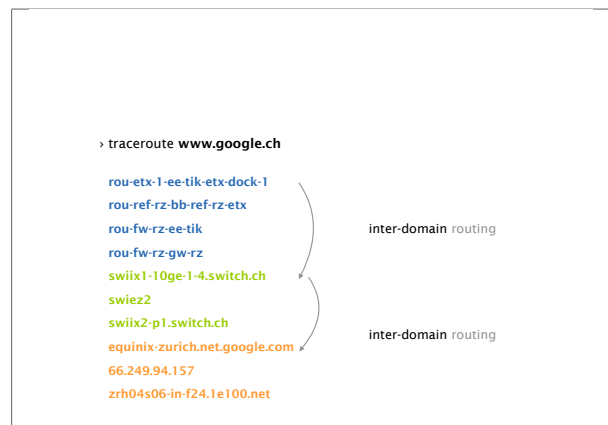 › traceroute www.google.ch
rou-etx-1-ee-tik-etx-dock-1
rou-ref-rz-bb-ref-rz-etx
rou-fw-rz-ee-tik
inter-domain routing
rou-fw-rz-gw-rz
swiix1-10ge-1-4.switch.ch
swiez2
swiix2-p1.switch.ch
inter-domain routing
equinix-zurich.net.google.com
66.249.94.157
zrh04s06-in-f24.1e100.net